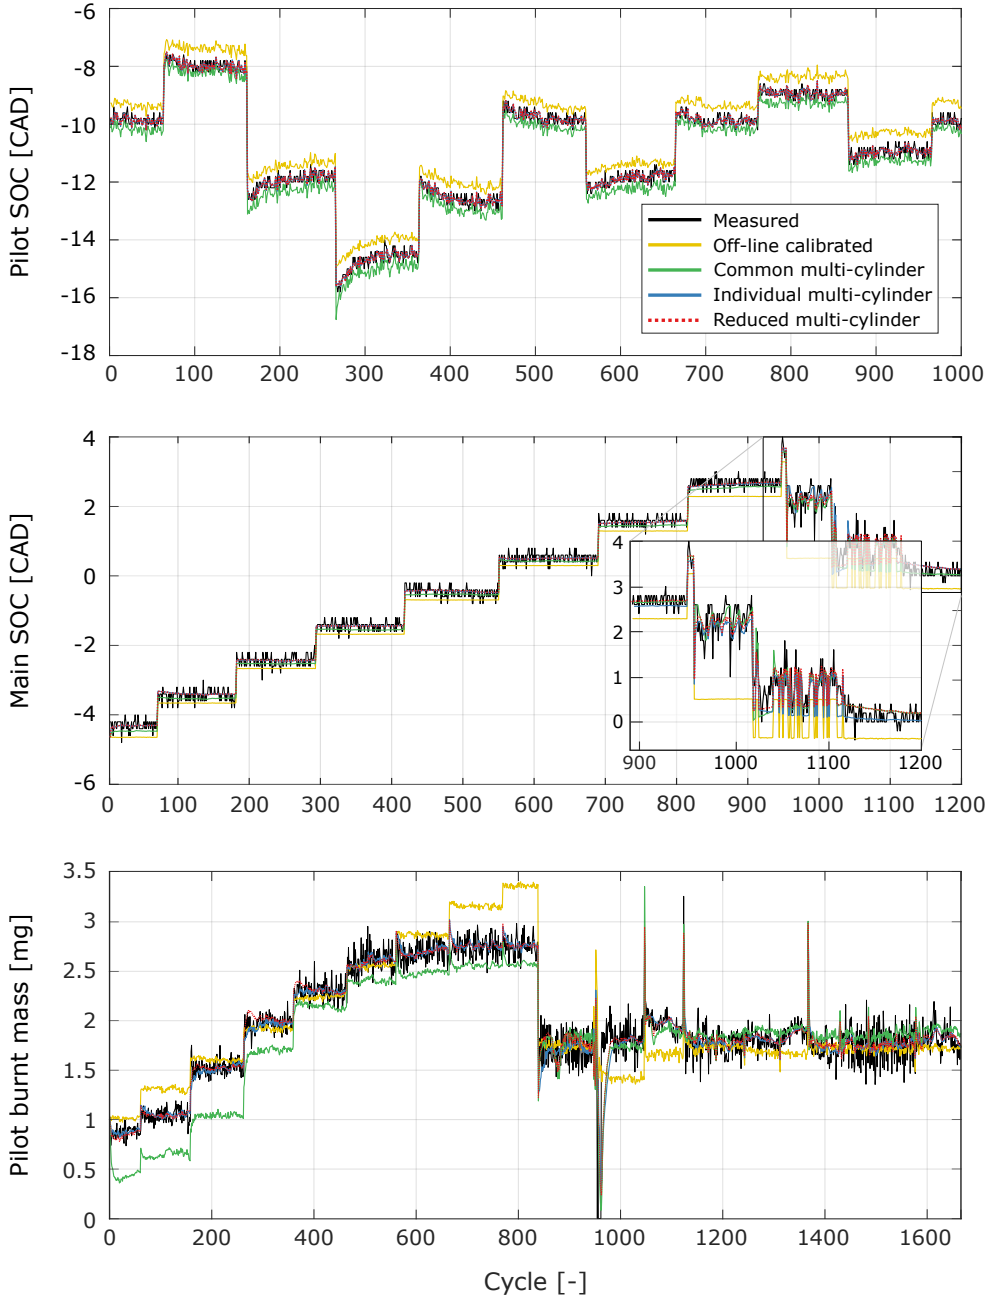 -6
-8
-10
-12
-14
-16
-18
Pilot SOC [CAD]
Measured
Off-line calibrated
Common multi-cylinder
Individual multi-cylinder
Reduced multi-cylinder
0 100 200 300 400 500 600 700 800 900 1000
4
2
0
-2
-4
-6
Main SOC [CAD]
4
3
2
1
0
900 1000 1100 1200
0 100 200 300 400 500 600 700 800 900 1000 1100 1200
3.5
3
2.5
2
1.5
1
0.5
0
Pilot burnt mass [mg]
0 200 400 600 800 1000 1200 1400 1600
Cycle [-]